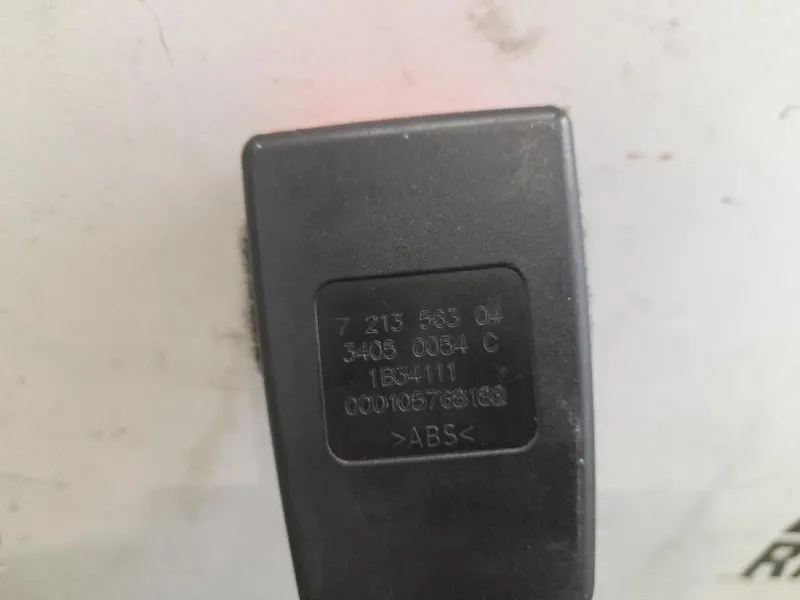 7 213 563 04
3405 0054 C
1B34111
000105768182
>ABS<